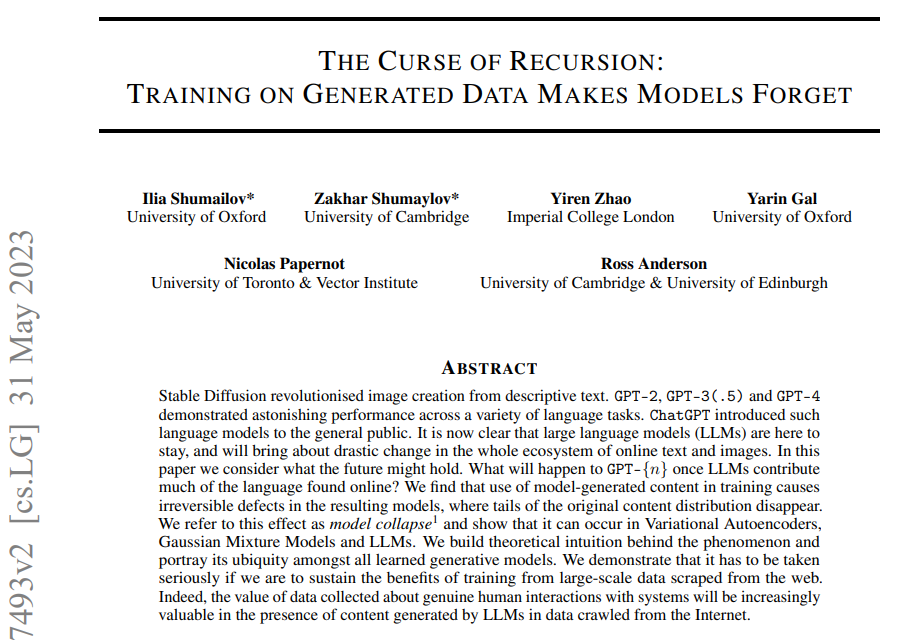 THE CURSE OF RECURSION:
TRAINING ON GENERATED DATA MAKES MODELS FORGET
Ilia Shumailov* Zakhar Shumaylov* Yiren Zhao Yarin Gal
University of Oxford University of Cambridge Imperial College London University of Oxford
Nicolas Papernot Ross Anderson
University of Toronto & Vector Institute University of Cambridge & University of Edinburgh
ABSTRACT
Stable Diffusion revolutionised image creation from descriptive text. GPT-2, GPT-3(.5) and GPT-4
demonstrated astonishing performance across a variety of language tasks. ChatGPT introduced such
language models to the general public. It is now clear that large language models (LLMs) are here to
stay, and will bring about drastic change in the whole ecosystem of online text and images. In this
paper we consider what the future might hold. What will happen to GPT-{n} once LLMs contribute
much of the language found online? We find that use of model-generated content in training causes
irreversible defects in the resulting models, where tails of the original content distribution disappear.
We refer to this effect as model collapse¹ and show that it can occur in Variational Autoencoders,
Gaussian Mixture Models and LLMs. We build theoretical intuition behind the phenomenon and
portray its ubiquity amongst all learned generative models. We demonstrate that it has to be taken
seriously if we are to sustain the benefits of training from large-scale data scraped from the web.
Indeed, the value of data collected about genuine human interactions with systems will be increasingly
valuable in the presence of content generated by LLMs in data crawled from the Internet.
7493v2 [cs.LG] 31 May 2023